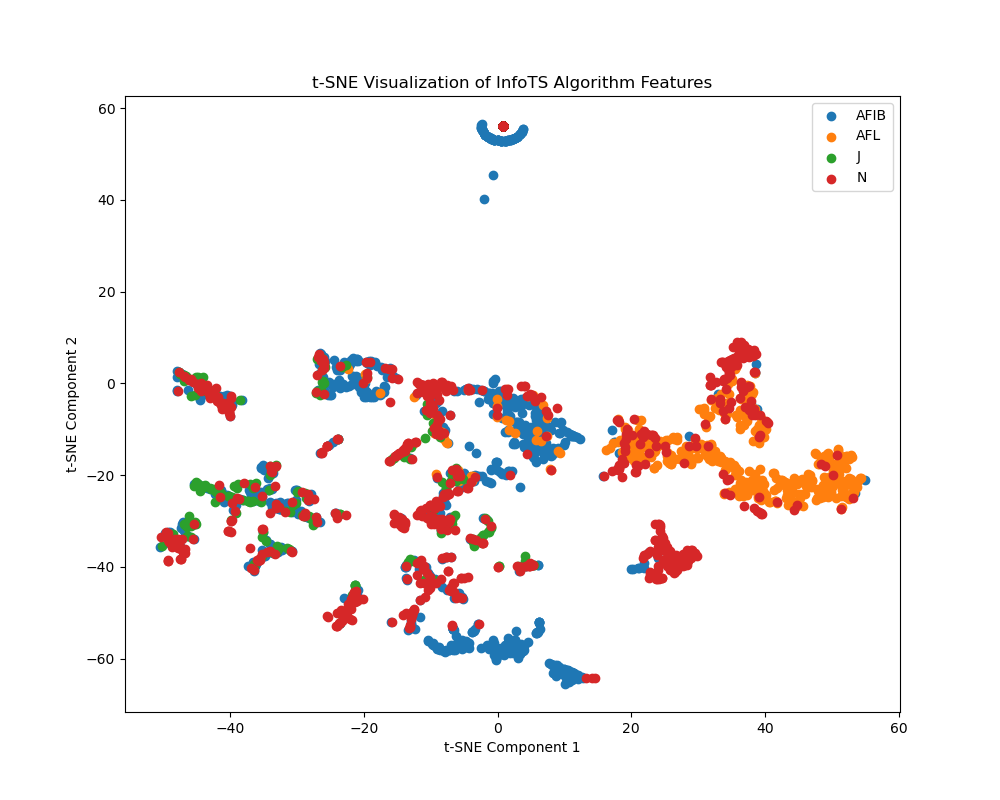 t-SNE Visualization of InfoTS Algorithm Features
AFIB
AFL
J
N
60
40
20
0
−20
−40
−60
t-SNE Component 2
−40
−20
0
20
40
60
t-SNE Component 1